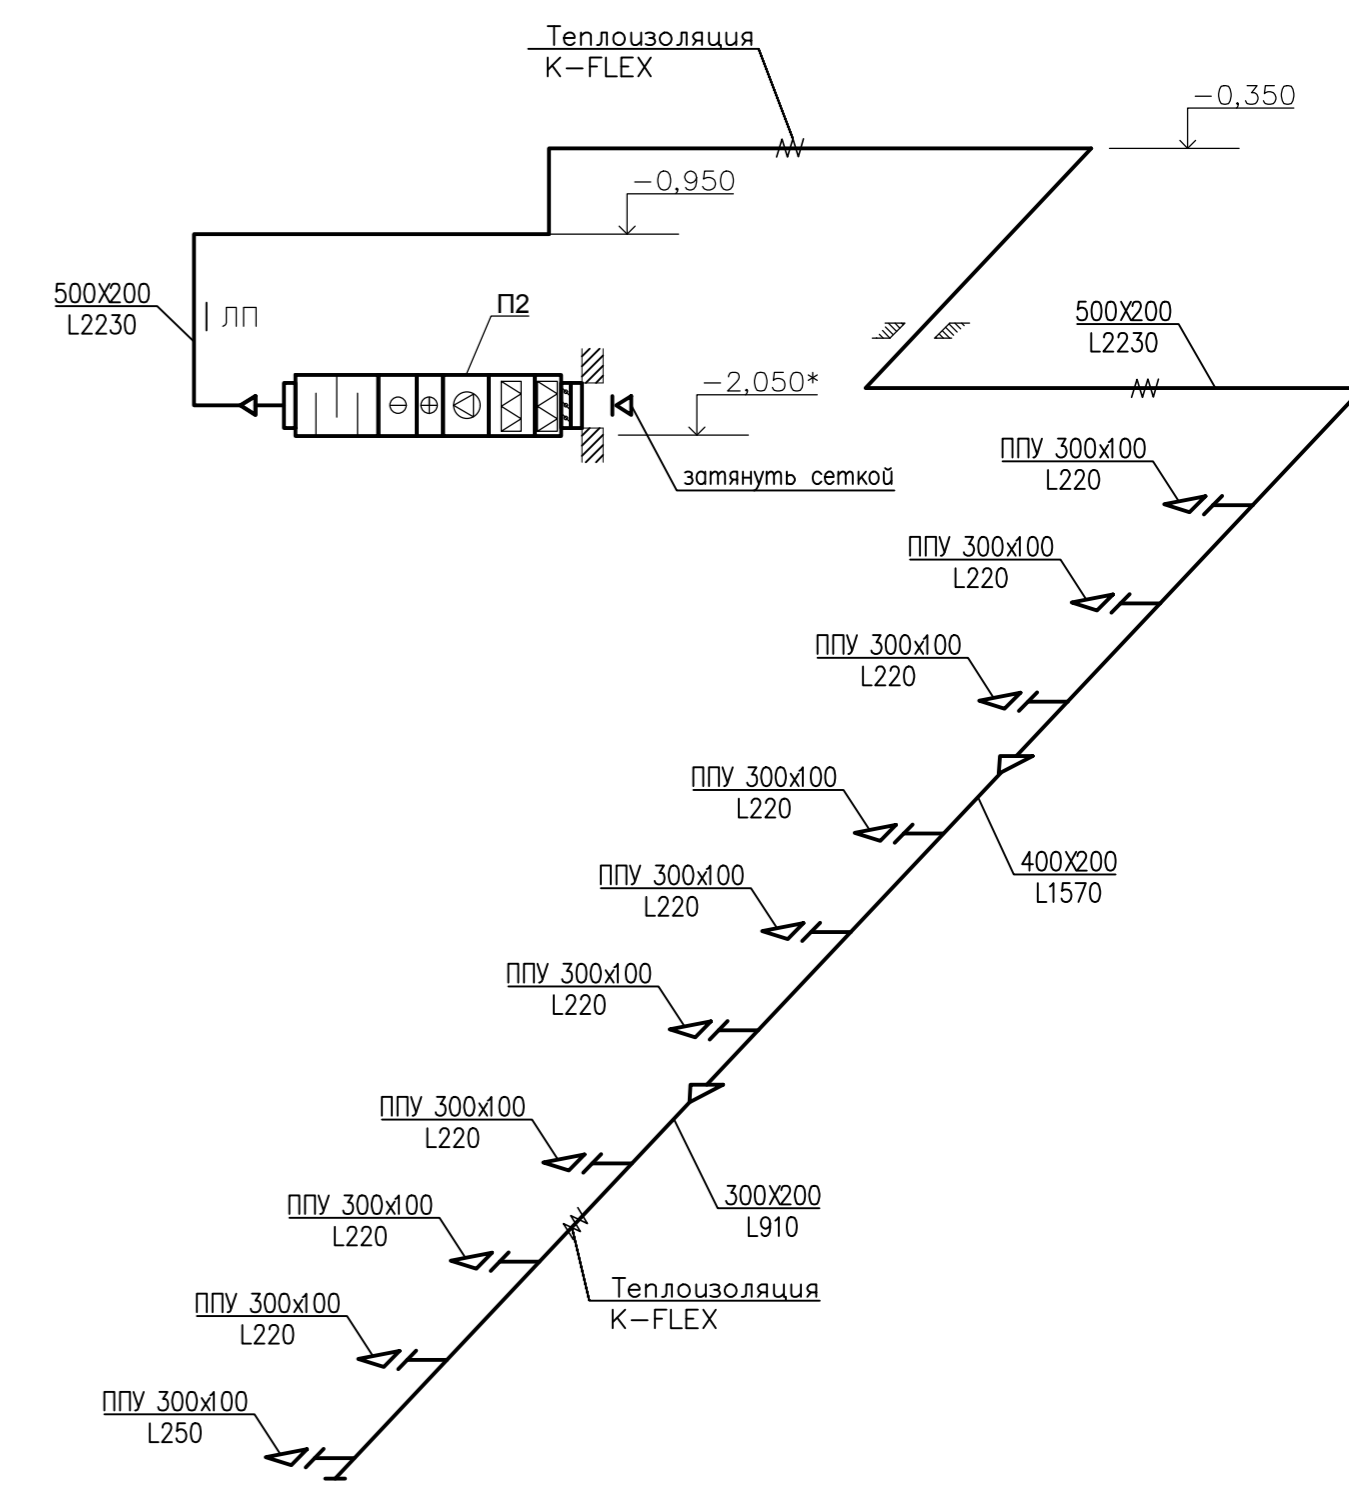 Теплоизоляция
K-FLEX
-0,350
-0,950
500X200
L2230
ЛП
П2
500X200
L2230
-2,050*
затянуть сеткой
ППУ 300x100
L220
ППУ 300x100
L220
ППУ 300x100
L220
ППУ 300x100
L220
400X200
L1570
ППУ 300x100
L220
ППУ 300x100
L220
ППУ 300x100
L220
300X200
L910
ППУ 300x100
L220
Теплоизоляция
K-FLEX
ППУ 300x100
L220
ППУ 300x100
L250